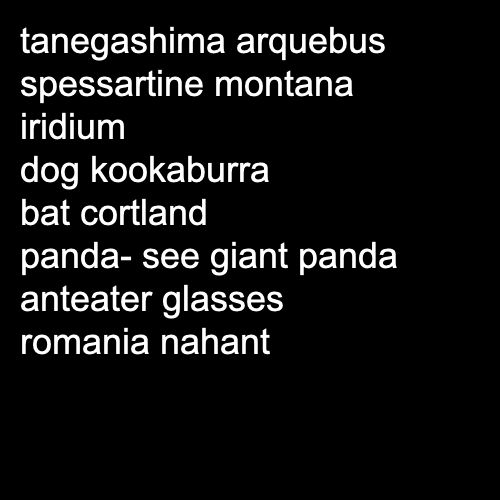 tanegashima arquebus
spessartine montana
iridium
dog kookaburra
bat cortland
panda- see giant panda
anteater glasses
romania nahant